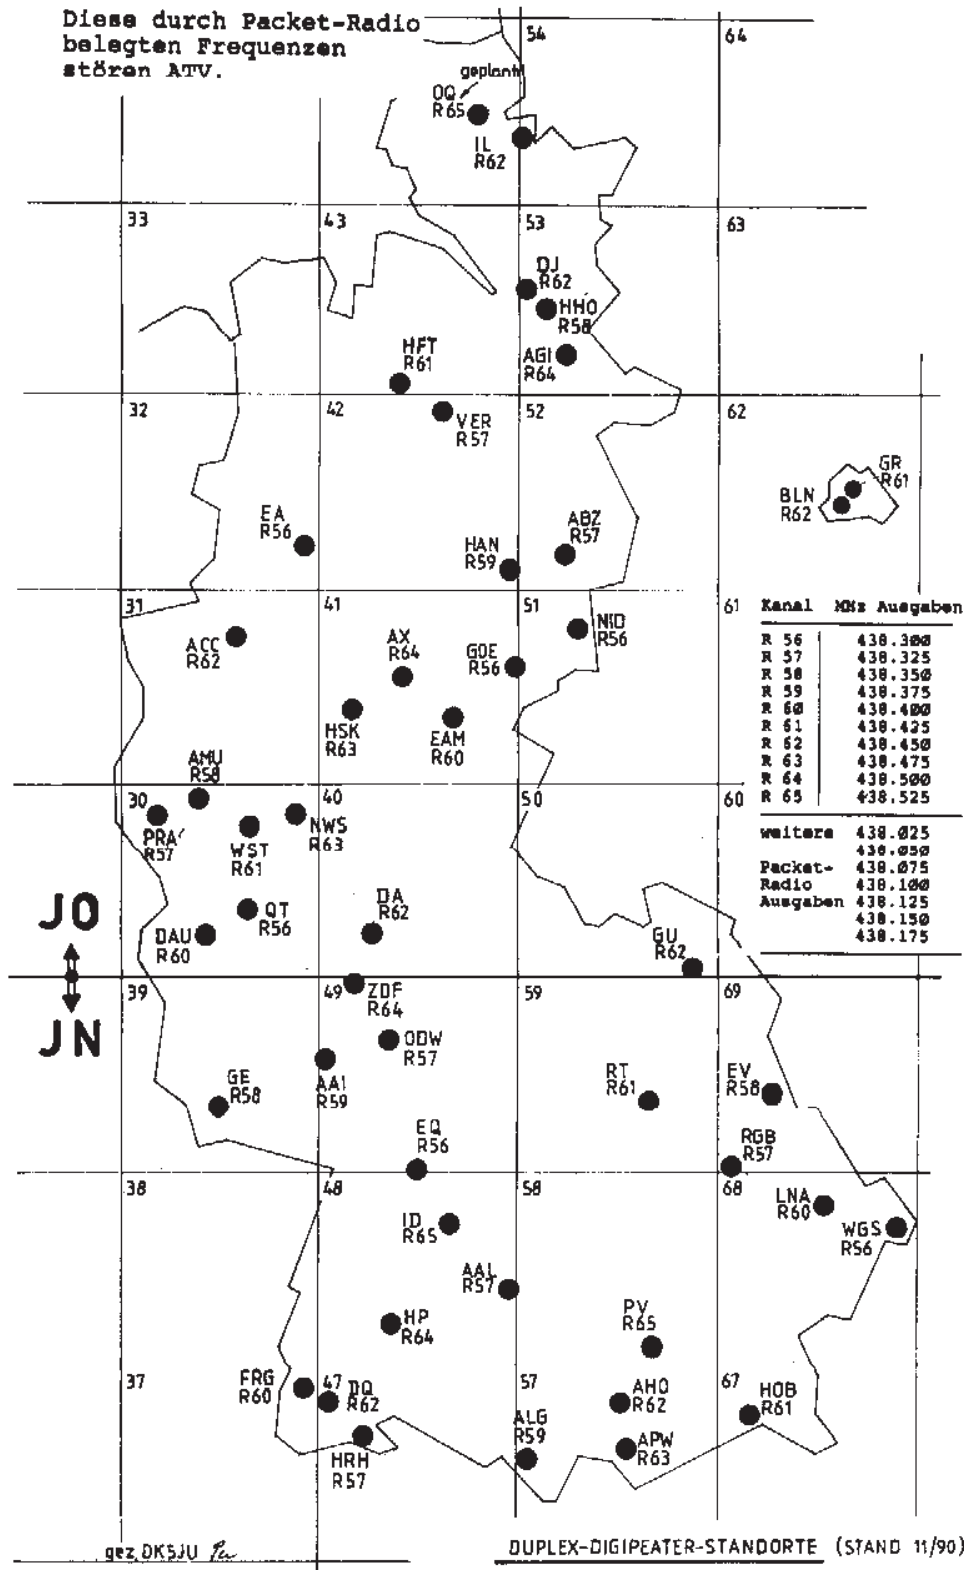 Diese durch Packet-Radio
belegten Frequenzen
stören ATV.
54
64
geplant
OQ
R65
IL
R62
33
43
53
63
DJ
R62
HHO
R58
HFT
R61
AGI
R64
32
42
52
62
VER
R57
GR
R61
BLN
R62
EA
R56
HAN
R59
ABZ
R57
31
41
51
61
ACC
R62
AX
R64
GOE
R56
NID
R56
HSK
R63
EAM
R60
Kanal MHz Ausgaben
R 56 438.300
R 57 438.325
R 58 438.350
R 59 438.375
R 60 438.400
R 61 438.425
R 62 438.450
R 63 438.475
R 64 438.500
R 65 438.525
weitere 438.025
438.050
Packet- 438.075
Radio 438.100
Ausgaben 438.125
438.150
438.175
AMU
R58
30
40
50
60
PRA
R57
WST
R61
NWS
R63
QT
R56
DA
R62
DAU
R60
GU
R62
JO
JN
39
49
59
69
ZDF
R64
ODW
R57
GE
R58
AAI
R59
RT
R61
EV
R58
EQ
R56
RGB
R57
38
48
58
68
ID
R65
LNA
R60
WGS
R56
AAL
R57
HP
R64
PV
R65
37
47
57
67
FRG
R60
DQ
R62
AHO
R62
HOB
R61
ALG
R59
APW
R63
HRH
R57
gez. DK5JU
DUPLEX-DIGIPEATER-STANDORTE (STAND 11/90)